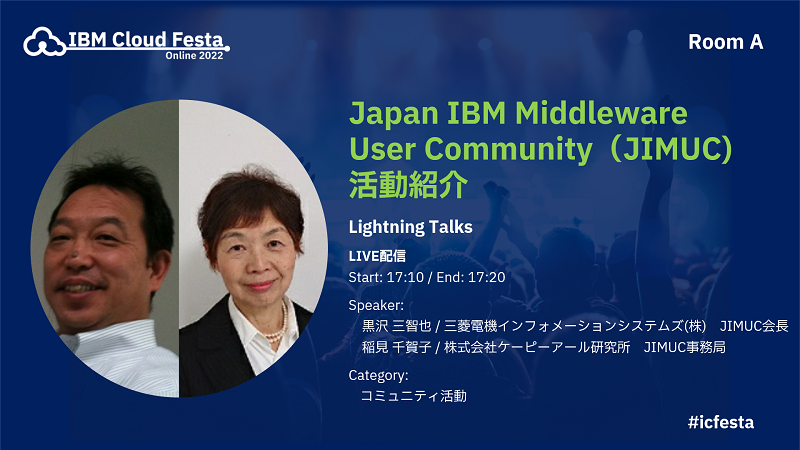 IBM Cloud Festa
Online 2022
Room A
Japan IBM Middleware
User Community（JIMUC)
活動紹介
Lightning Talks
LIVE配信
Start: 17:10 / End: 17:20
Speaker:
黒沢 三智也 / 三菱電機インフォメーションシステムズ(株)　JIMUC会長
稲見 千賀子 / 株式会社ケーピーアール研究所　JIMUC事務局
Category:
コミュニティ活動
#icfesta